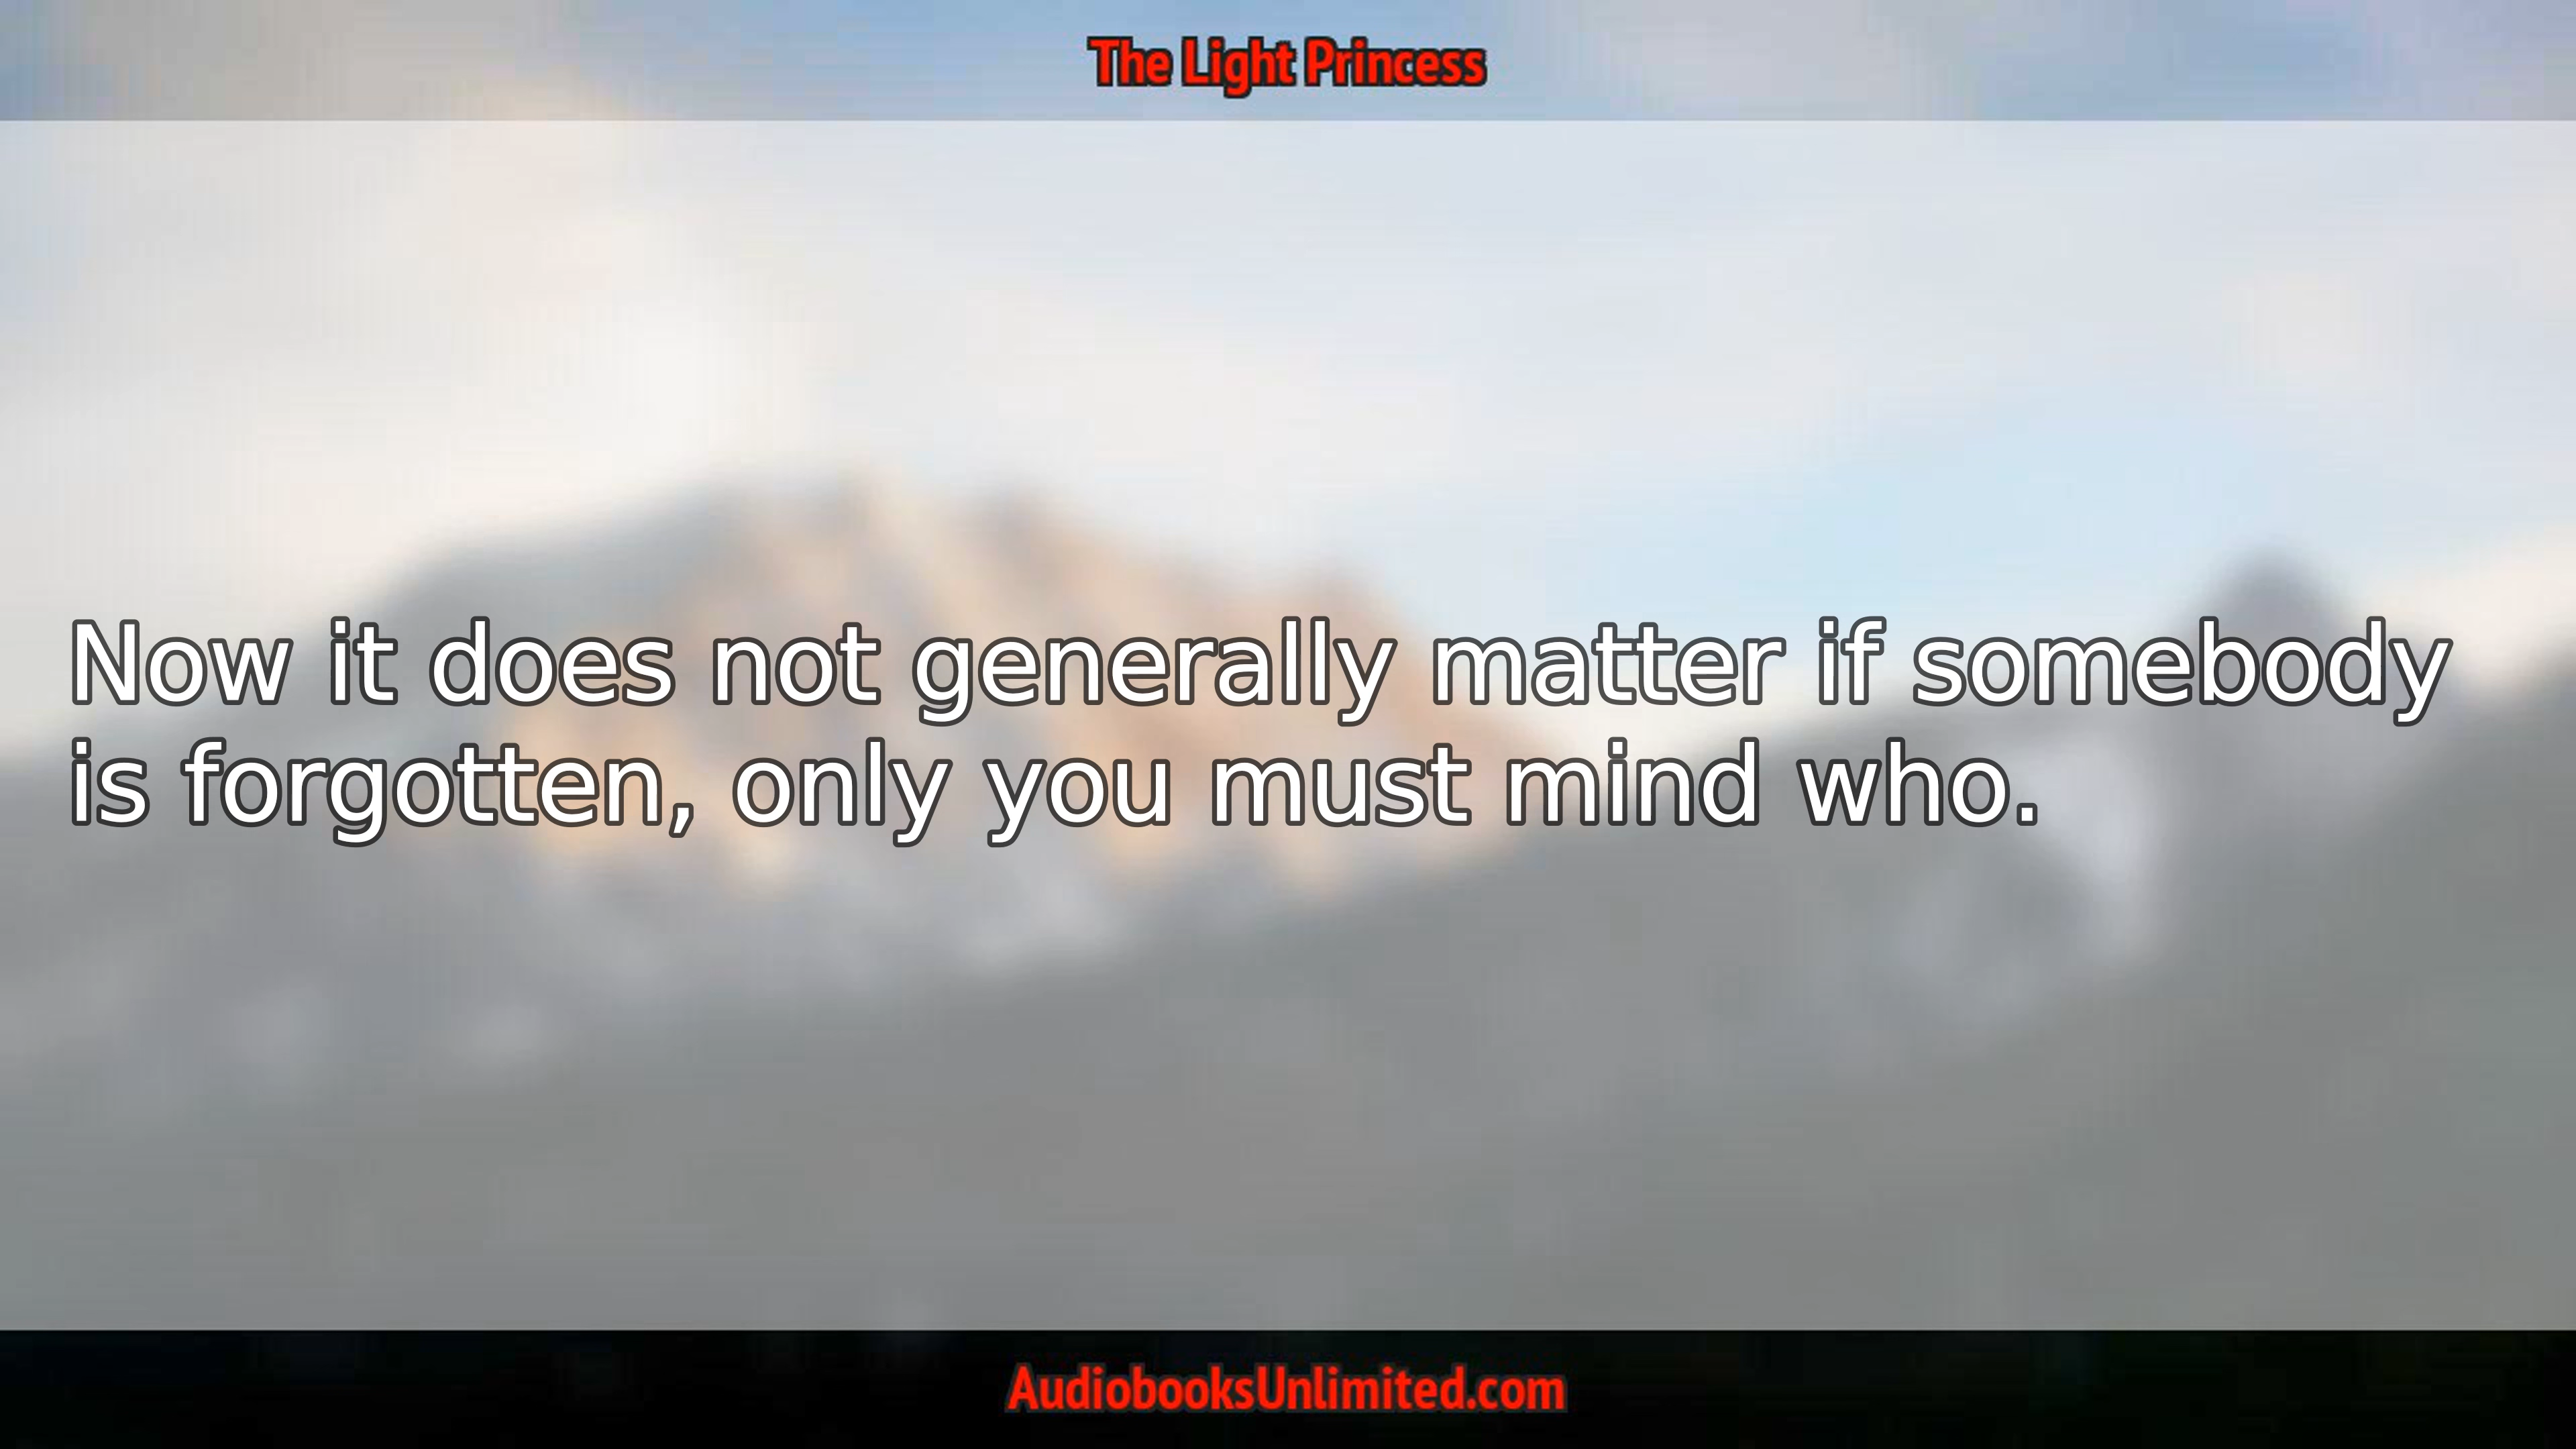 The Light Princess
Now it does not generally matter if somebody
is forgotten, only you must mind who.
AudiobooksUnlimited.com